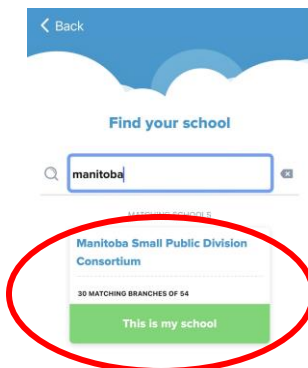 Back
Find your school
manitoba
MATCHING SCHOOLS
Manitoba Small Public Division
Consortium
30 MATCHING BRANCHES OF 54
This is my school